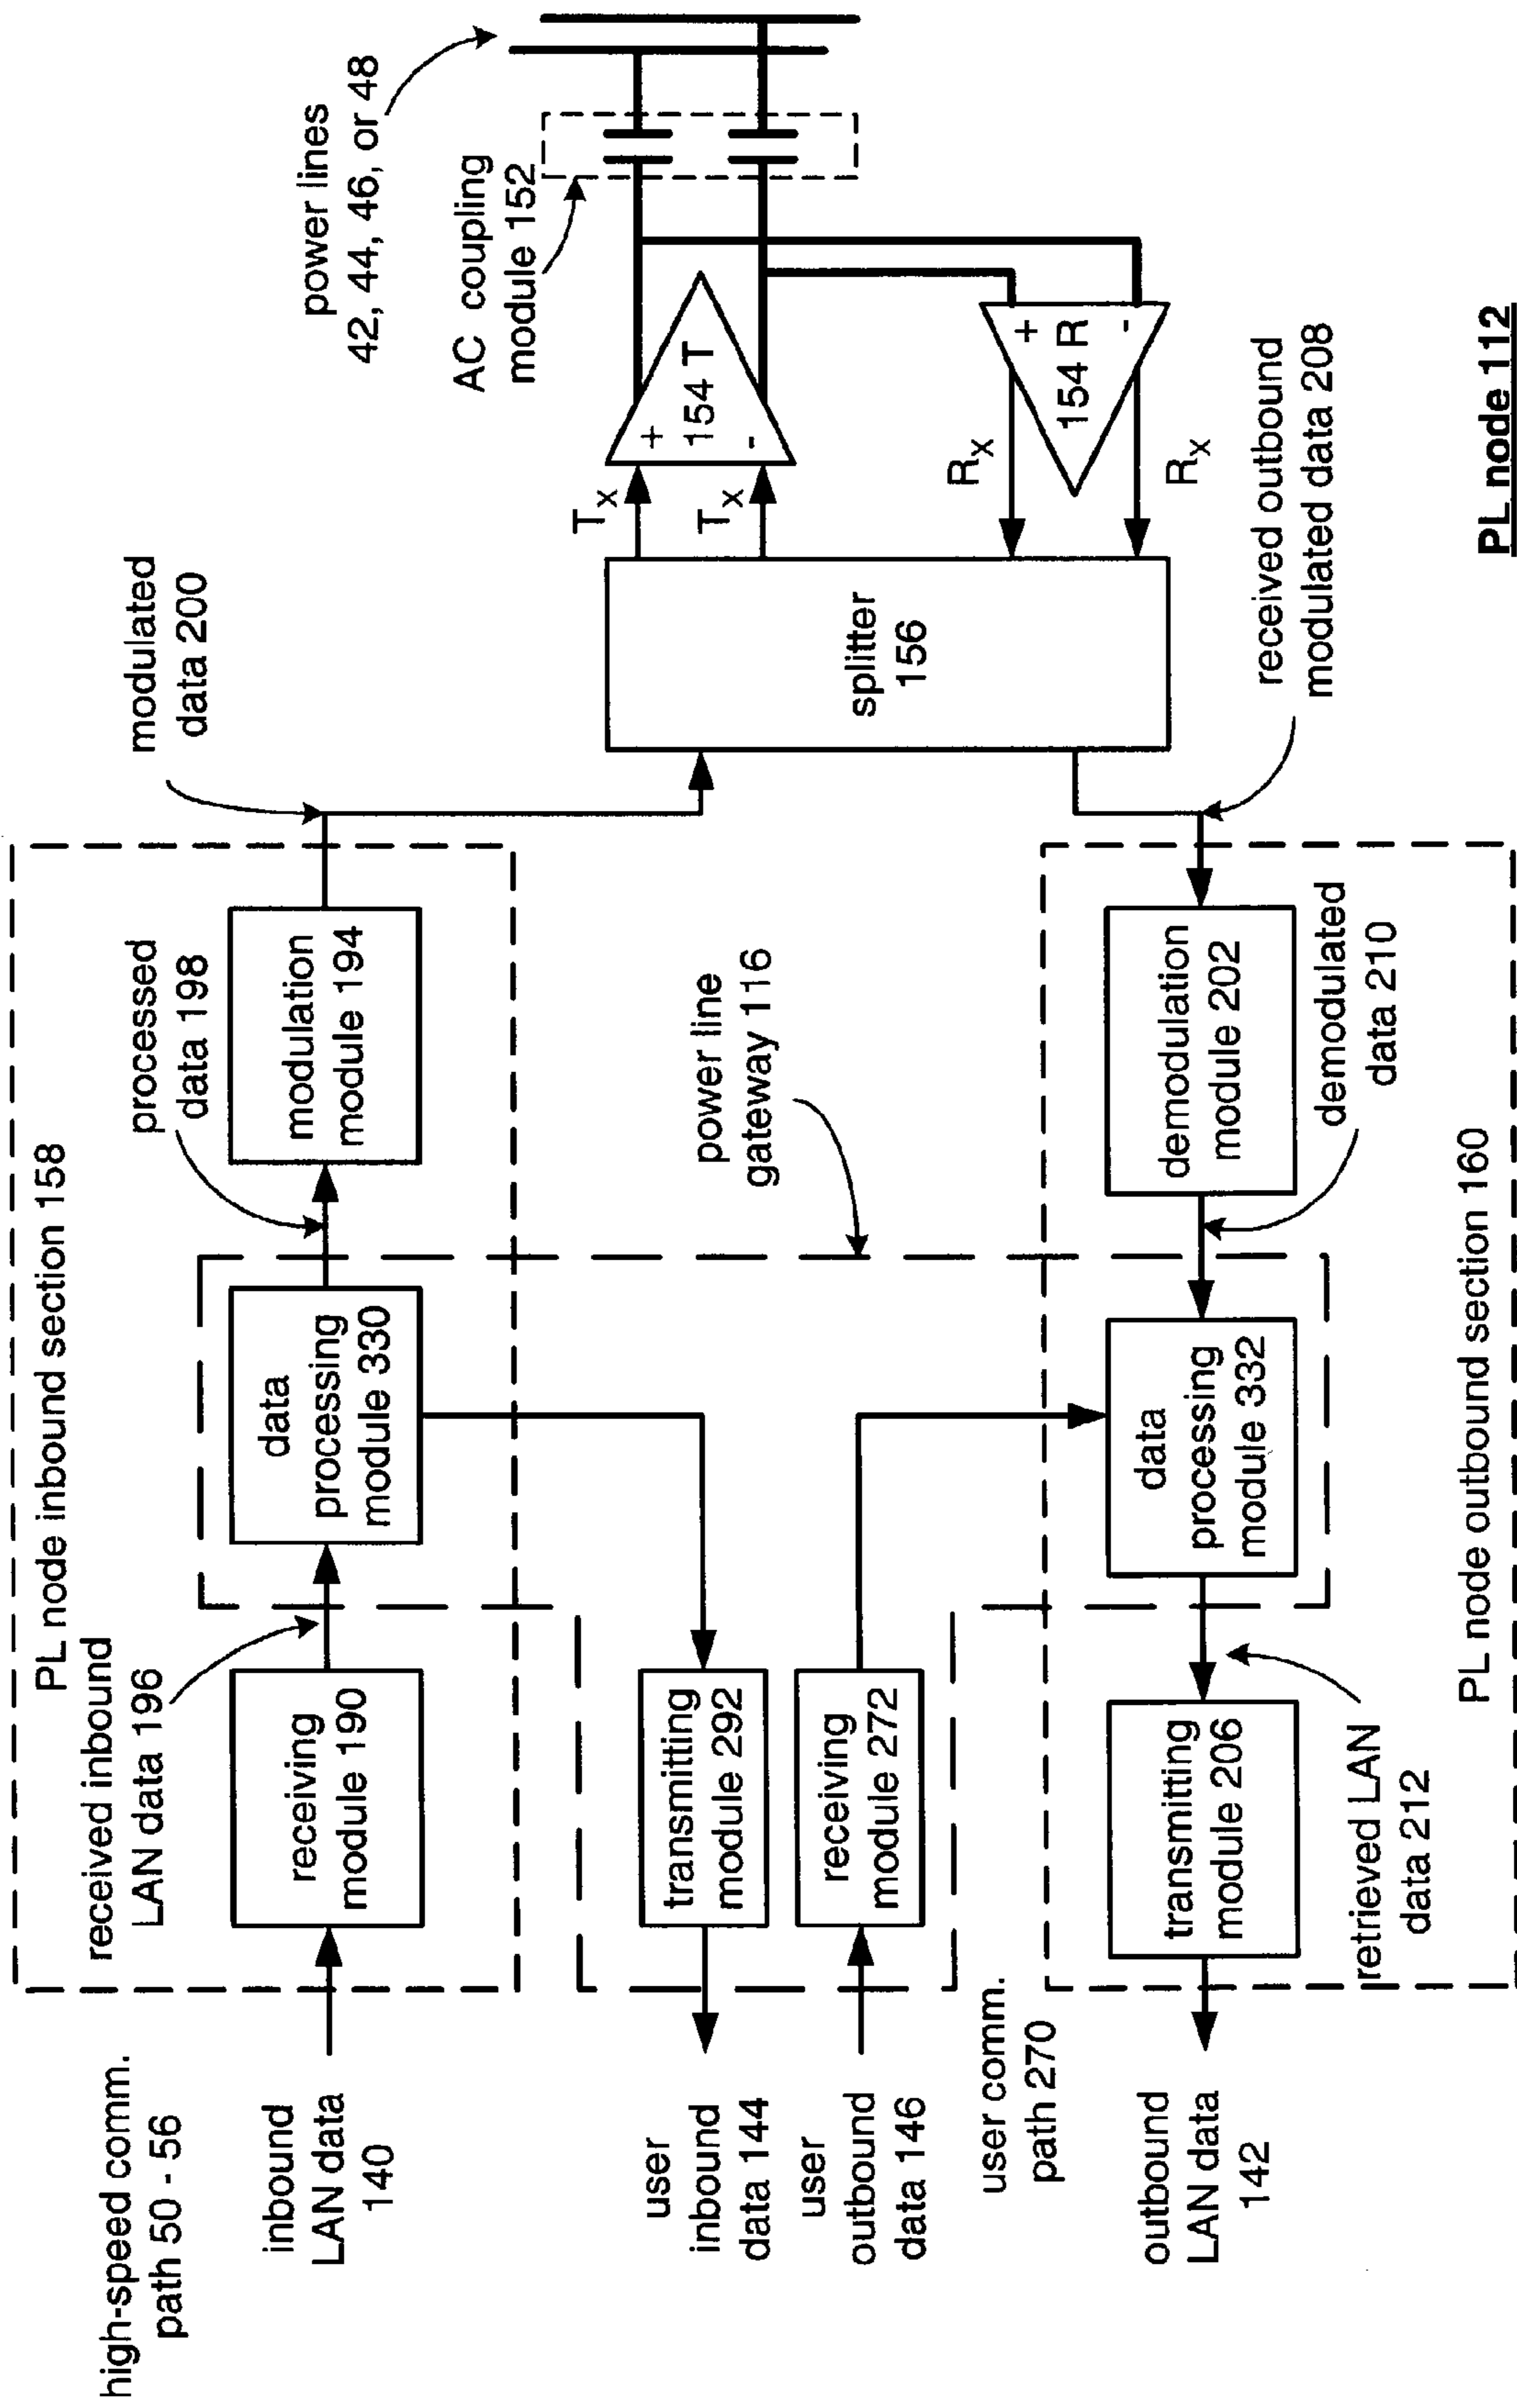 high-speed comm.
path 50 - 56
PL node inbound section 158
inbound
LAN data
140
received inbound
LAN data 196
receiving
module 190
data
processing
module 330
processed
data 198
modulation
module 194
modulated
data 200
power lines
42, 44, 46, or 48
AC coupling
module 152
user
inbound
data 144
transmitting
module 292
user
outbound
data 146
receiving
module 272
user comm.
path 270
power line
gateway 116
splitter
156
Tx
Tx
+
154 T
-
Rx
Rx
+
154 R
-
outbound
LAN data
142
transmitting
module 206
retrieved LAN
data 212
data
processing
module 332
demodulated
data 210
demodulation
module 202
received outbound
modulated data 208
PL node outbound section 160
PL node 112